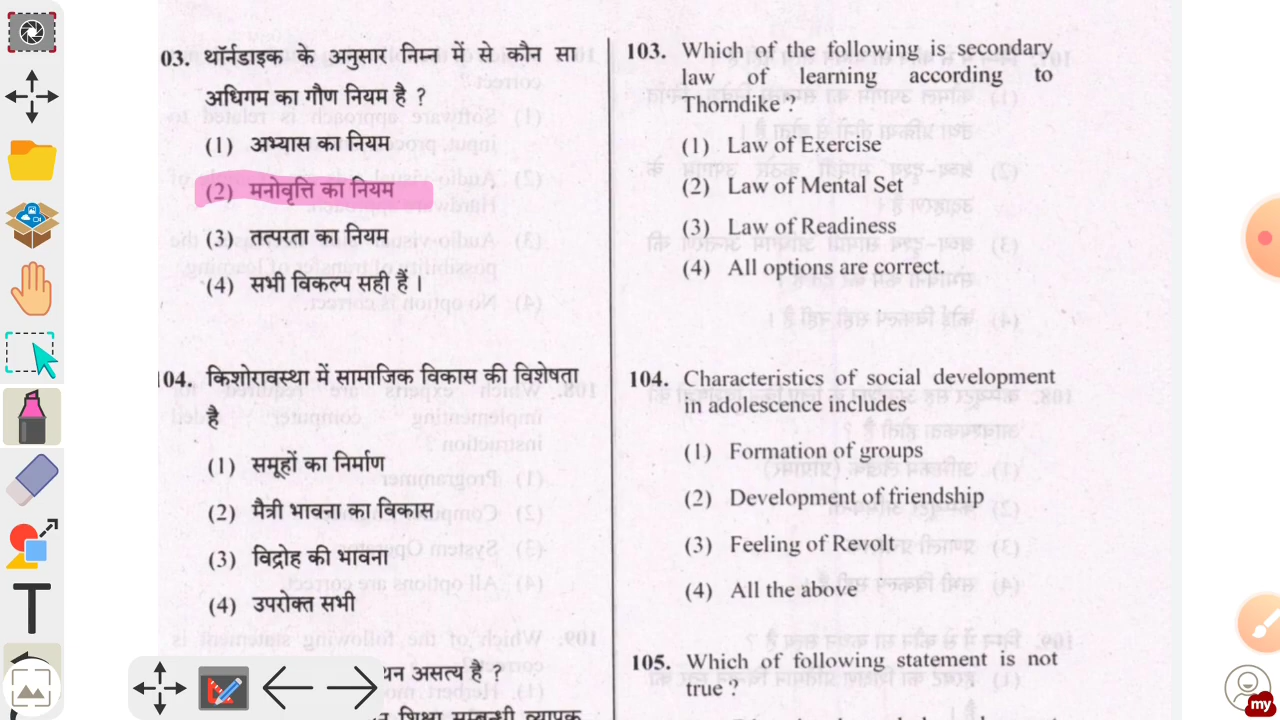 03. थॉर्नडाइक के अनुसार निम्न में से कौन सा
अधिगम का गौण नियम है ?
(1) अभ्यास का नियम
(2) मनोवृत्ति का नियम
(3) तत्परता का नियम
(4) सभी विकल्प सही हैं ।
104. किशोरावस्था में सामाजिक विकास की विशेषता
है
(1) समूहों का निर्माण
(2) मैत्री भावना का विकास
(3) विद्रोह की भावना
(4) उपरोक्त सभी
थन असत्य है ?
शिक्षा सम्बन्धी व्यापक
103. Which of the following is secondary
law of learning according to
Thorndike ?
(1) Law of Exercise
(2) Law of Mental Set
(3) Law of Readiness
(4) All options are correct.
104. Characteristics of social development
in adolescence includes
(1) Formation of groups
(2) Development of friendship
(3) Feeling of Revolt
(4) All the above
105. Which of following statement is not
true ?
T
my